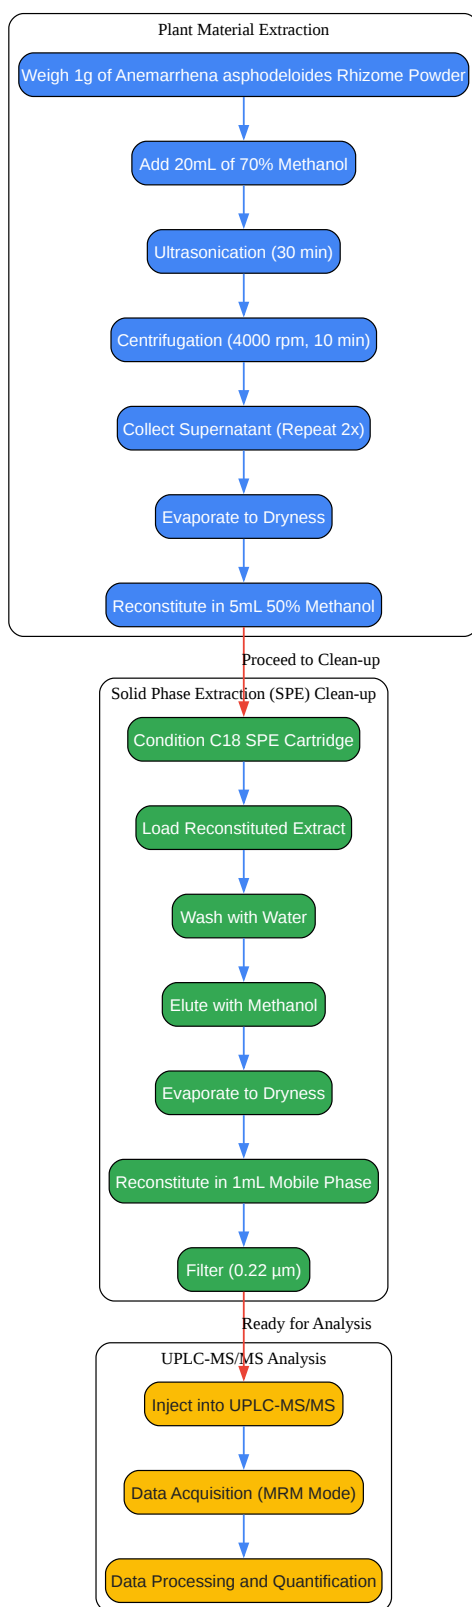 Plant Material Extraction
Weigh 1g of Anemarrhena asphodeloides Rhizome Powder
Add 20mL of 70% Methanol
Ultrasonication (30 min)
Centrifugation (4000 rpm, 10 min)
Collect Supernatant (Repeat 2x)
Evaporate to Dryness
Reconstitute in 5mL 50% Methanol
Proceed to Clean-up
Solid Phase Extraction (SPE) Clean-up
Condition C18 SPE Cartridge
Load Reconstituted Extract
Wash with Water
Elute with Methanol
Evaporate to Dryness
Reconstitute in 1mL Mobile Phase
Filter (0.22 µm)
Ready for Analysis
UPLC-MS/MS Analysis
Inject into UPLC-MS/MS
Data Acquisition (MRM Mode)
Data Processing and Quantification